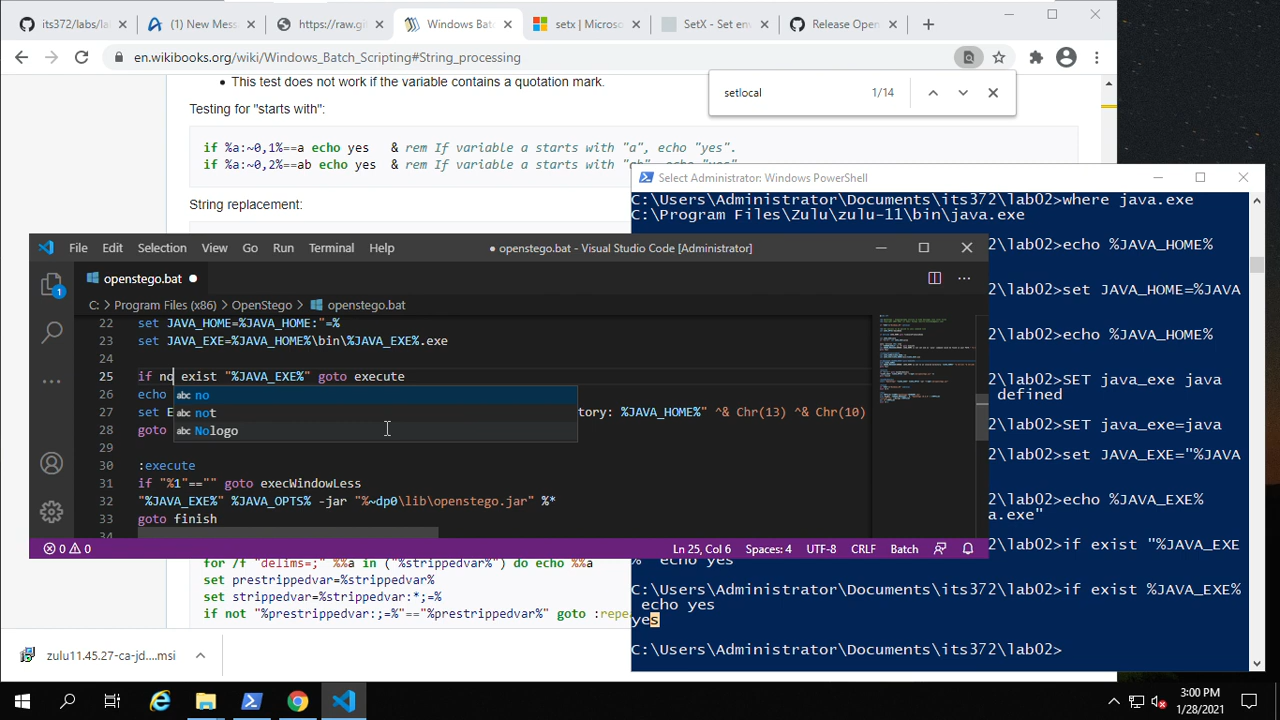 its372/labs/la
(1) New Mess
https://raw.gi
Windows Bat
setx | Microso
SetX - Set en
Release Open
en.wikibooks.org/wiki/Windows_Batch_Scripting#String_processing
setlocal
1/14
This test does not work if the variable contains a quotation mark.
Testing for "starts with":
if %a:~0,1%==a echo yes & rem If variable a starts with "a", echo "yes".
if %a:~0,2%==ab echo yes & rem If variable a starts with "ab", echo "yes"
String replacement:
Select Administrator: Windows PowerShell
C:\Users\Administrator\Documents\its372\lab02>where java.exe
C:\Program Files\Zulu\zulu-11\bin\java.exe
2\lab02>echo %JAVA_HOME%
2\lab02>set JAVA_HOME=%JAVA
2\lab02>echo %JAVA_HOME%
2\lab02>SET java_exe java
defined
2\lab02>SET java_exe=java
2\lab02>set JAVA_EXE="%JAVA
2\lab02>echo %JAVA_EXE%
a.exe"
2\lab02>if exist "%JAVA_EXE
%" echo yes
C:\Users\Administrator\Documents\its372\lab02>if exist %JAVA_EXE%
echo yes
yes
C:\Users\Administrator\Documents\its372\lab02>
File Edit Selection View Go Run Terminal Help
● openstego.bat - Visual Studio Code [Administrator]
openstego.bat
C: > Program Files (x86) > OpenStego > openstego.bat
22 set JAVA_HOME=%JAVA_HOME:"=%
23 set JAVA_EXE=%JAVA_HOME%\bin\%JAVA_EXE%.exe
24
25 if no exist "%JAVA_EXE%" goto execute
26 echo
27 set E tory: %JAVA_HOME%" ^& Chr(13) ^& Chr(10)
28 goto
29
30 :execute
31 if "%1"=="" goto execWindowLess
32 "%JAVA_EXE%" %JAVA_OPTS% -jar "%~dp0\lib\openstego.jar" %*
33 goto finish
34
abc no
abc not
abc Nologo
1
0 0
Ln 25, Col 6 Spaces: 4 UTF-8 CRLF Batch
for /f "delims=;" %%a in ("%strippedvar%") do echo %%a
set prestrippedvar=%strippedvar%
set strippedvar=%strippedvar:*;=%
if not "%prestrippedvar:;=%"=="%prestrippedvar%" goto :repe
zulu11.45.27-ca-jd....msi
3:00 PM
1/28/2021